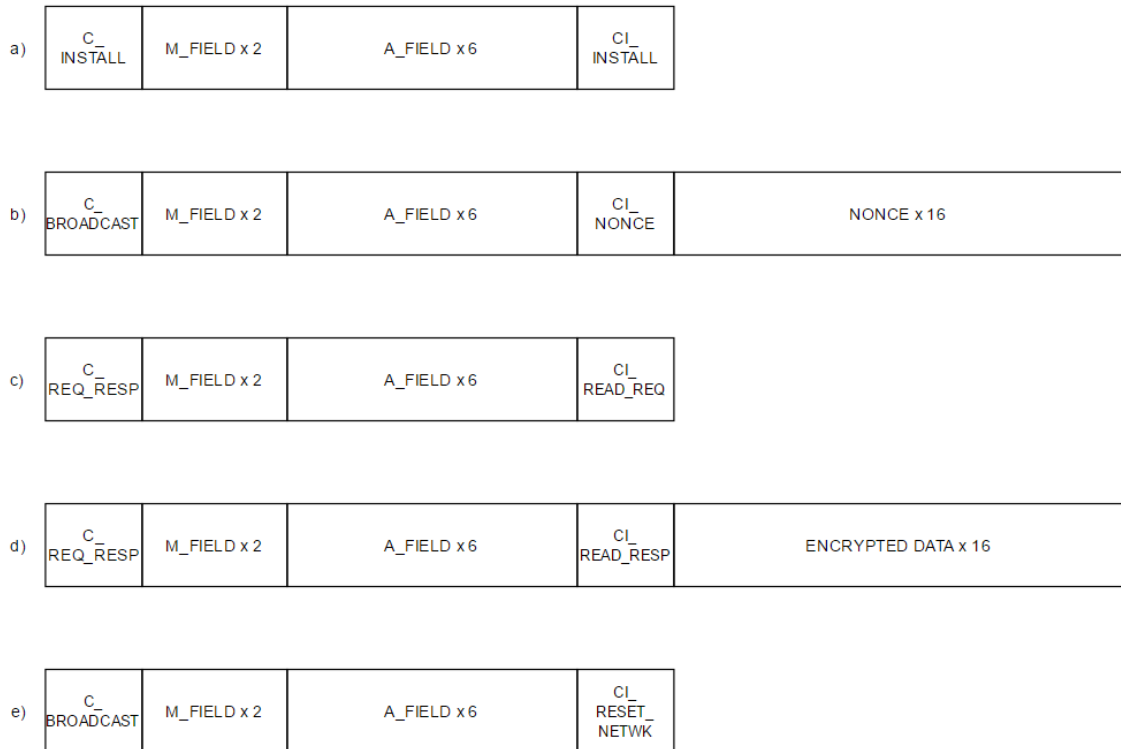 a)
C_
INSTALL
M_FIELD x 2
A_FIELD x 6
CI_
INSTALL
b)
C_
BROADCAST
M_FIELD x 2
A_FIELD x 6
CI_
NONCE
NONCE x 16
c)
C_
REQ_RESP
M_FIELD x 2
A_FIELD x 6
CI_
READ_REQ
d)
C_
REQ_RESP
M_FIELD x 2
A_FIELD x 6
CI_
READ_RESP
ENCRYPTED DATA x 16
e)
C_
BROADCAST
M_FIELD x 2
A_FIELD x 6
CI_
RESET_
NETWK